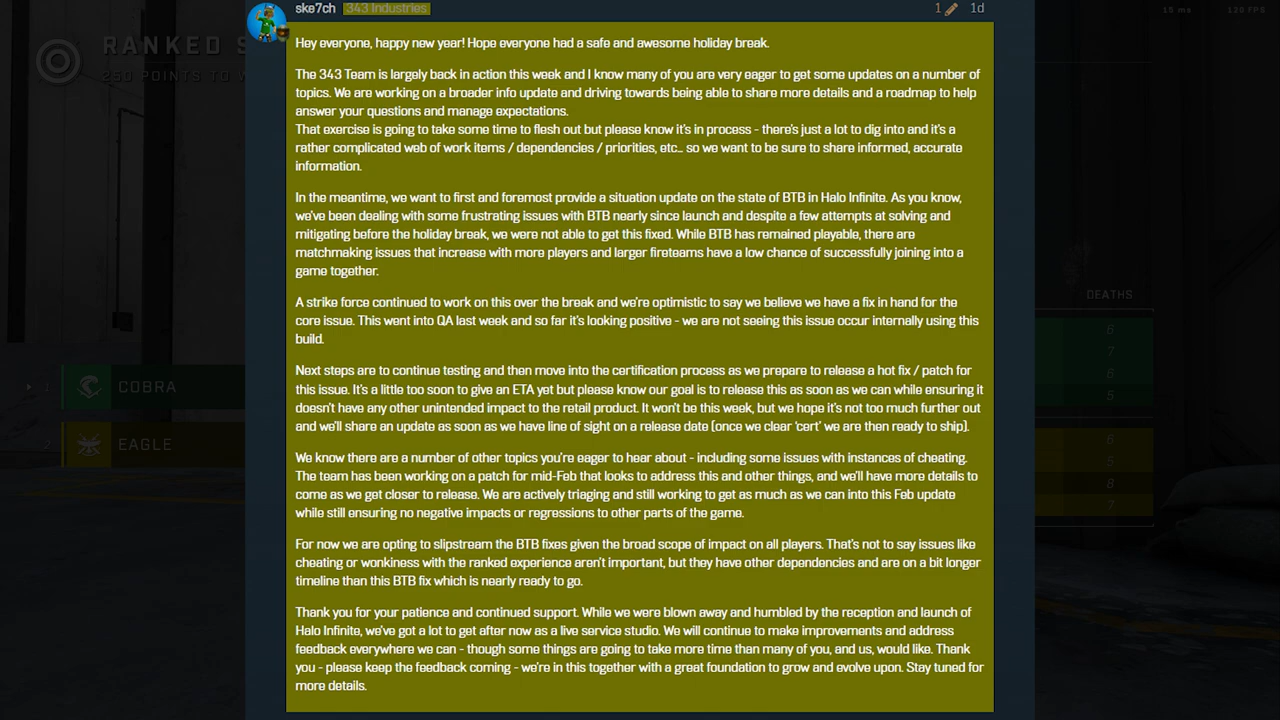 ske7ch 343 Industries 1 1d
15 ms 120 FPS
RANKED S
250 POINTS TO W
Hey everyone, happy new year! Hope everyone had a safe and awesome holiday break.
The 343 Team is largely back in action this week and I know many of you are very eager to get some updates on a number of
topics. We are working on a broader info update and driving towards being able to share more details and a roadmap to help
answer your questions and manage expectations.
That exercise is going to take some time to flesh out but please know it's in process - there's just a lot to dig into and it's a
rather complicated web of work items / dependencies / priorities, etc... so we want to be sure to share informed, accurate
information.
In the meantime, we want to first and foremost provide a situation update on the state of BTB in Halo Infinite. As you know,
we've been dealing with some frustrating issues with BTB nearly since launch and despite a few attempts at solving and
mitigating before the holiday break, we were not able to get this fixed. While BTB has remained playable, there are
matchmaking issues that increase with more players and larger fireteams have a low chance of successfully joining into a
game together.
A strike force continued to work on this over the break and we're optimistic to say we believe we have a fix in hand for the
core issue. This went into QA last week and so far it's looking positive - we are not seeing this issue occur internally using this
build.
Next steps are to continue testing and then move into the certification process as we prepare to release a hot fix / patch for
this issue. It's a little too soon to give an ETA yet but please know our goal is to release this as soon as we can while ensuring it
doesn't have any other unintended impact to the retail product. It won't be this week, but we hope it's not too much further out
and we'll share an update as soon as we have line of sight on a release date (once we clear 'cert' we are then ready to ship).
We know there are a number of other topics you're eager to hear about - including some issues with instances of cheating.
The team has been working on a patch for mid-Feb that looks to address this and other things, and we'll have more details to
come as we get closer to release. We are actively triaging and still working to get as much as we can into this Feb update
while still ensuring no negative impacts or regressions to other parts of the game.
For now we are opting to slipstream the BTB fixes given the broad scope of impact on all players. That's not to say issues like
cheating or wonkiness with the ranked experience aren't important, but they have other dependencies and are on a bit longer
timeline than this BTB fix which is nearly ready to go.
Thank you for your patience and continued support. While we were blown away and humbled by the reception and launch of
Halo Infinite, we've got a lot to get after now as a live service studio. We will continue to make improvements and address
feedback everywhere we can - though some things are going to take more time than many of you, and us, would like. Thank
you - please keep the feedback coming - we're in this together with a great foundation to grow and evolve upon. Stay tuned for
more details.
1 COBRA
2 EAGLE
DEATHS
6
7
6
5
6
5
8
7